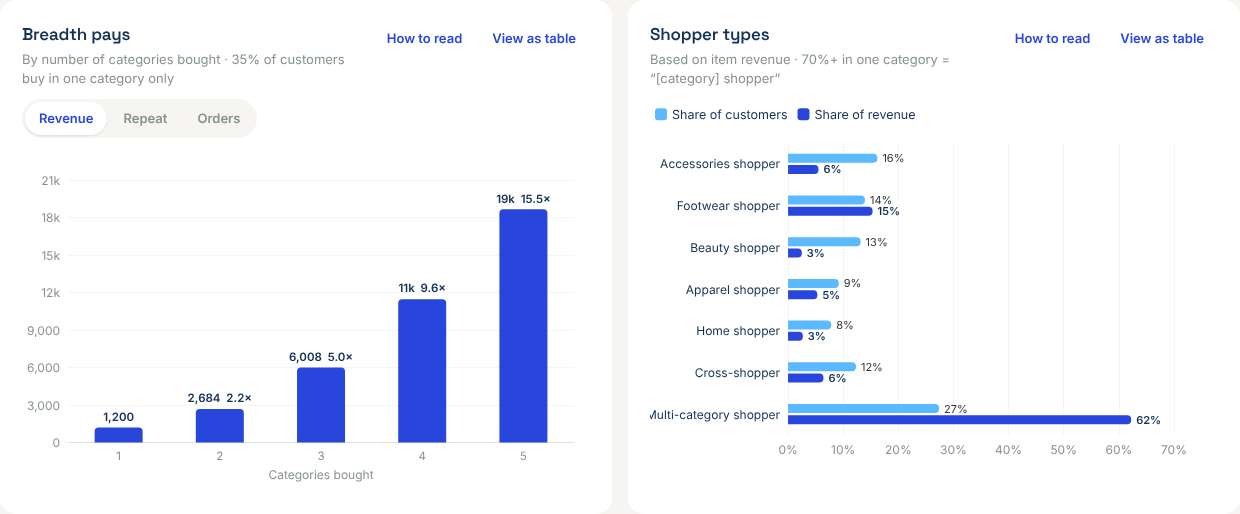 Breadth pays
How to read
View as table
By number of categories bought · 35% of customers
buy in one category only
Revenue
Repeat
Orders
21k
18k
15k
12k
9,000
6,000
3,000
0
1,200
2,684 2.2×
6,008 5.0×
11k 9.6×
19k 15.5×
1
2
3
4
5
Categories bought
Shopper types
How to read
View as table
Based on item revenue · 70%+ in one category =
“[category] shopper”
Share of customers
Share of revenue
Accessories shopper
16%
6%
Footwear shopper
14%
15%
Beauty shopper
13%
3%
Apparel shopper
9%
5%
Home shopper
8%
3%
Cross-shopper
12%
6%
Multi-category shopper
27%
62%
0%
10%
20%
30%
40%
50%
60%
70%